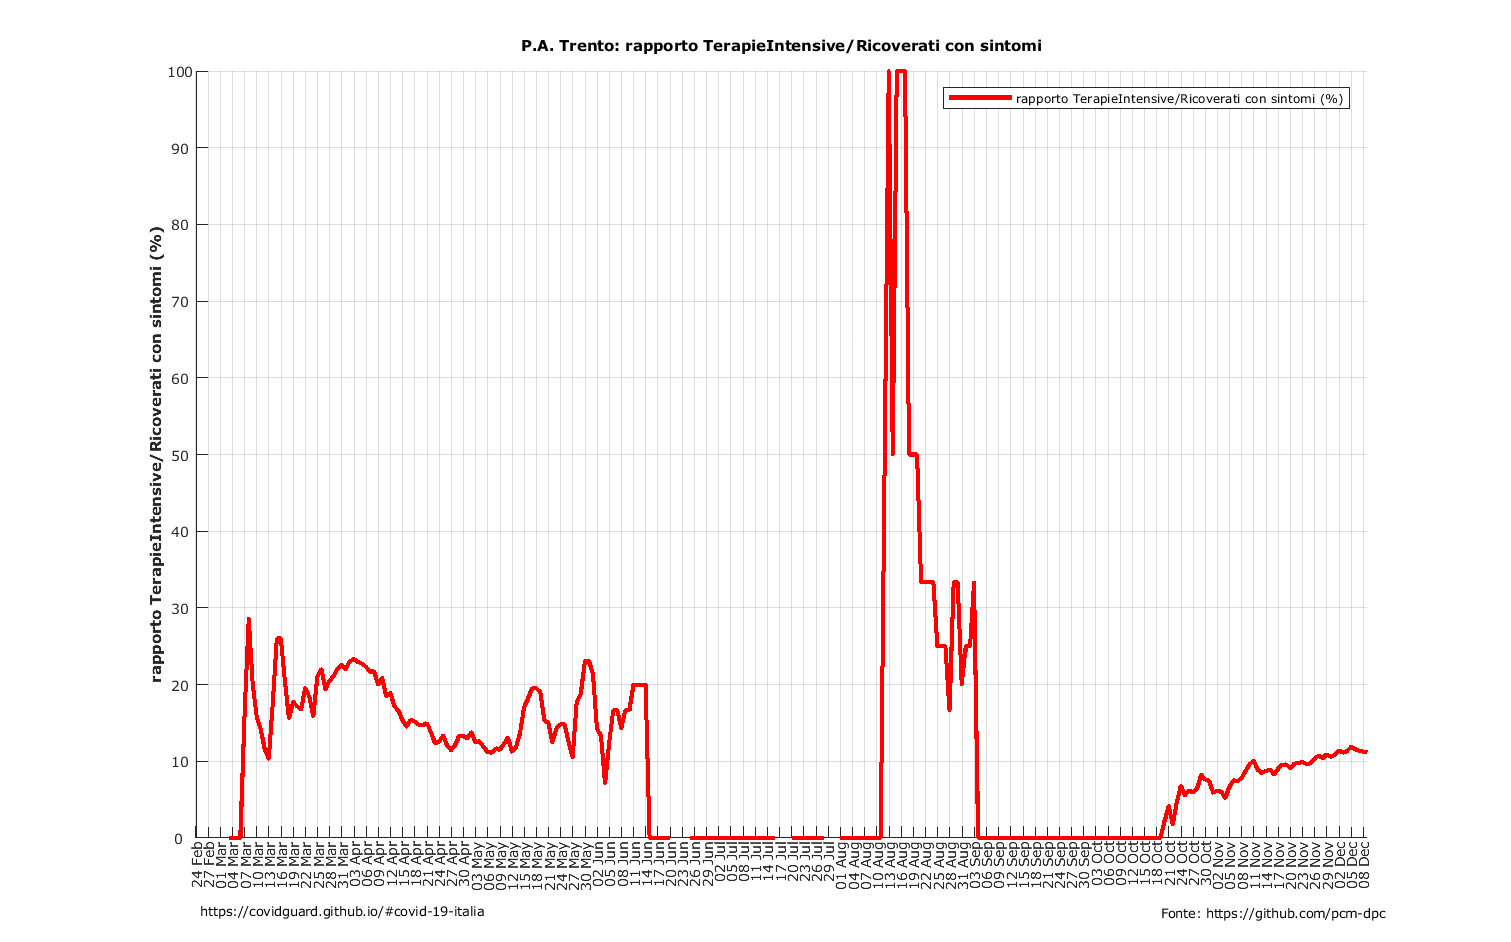 P.A. Trento: rapporto TerapieIntensive/Ricoverati con sintomi
rapporto TerapieIntensive/Ricoverati con sintomi (%)
rapporto TerapieIntensive/Ricoverati con sintomi (%)
100
90
80
70
60
50
40
30
20
10
0
24 Feb
27 Feb
01 Mar
04 Mar
07 Mar
10 Mar
13 Mar
16 Mar
19 Mar
22 Mar
25 Mar
28 Mar
31 Mar
03 Apr
06 Apr
09 Apr
12 Apr
15 Apr
18 Apr
21 Apr
24 Apr
27 Apr
30 Apr
03 May
06 May
09 May
12 May
15 May
18 May
21 May
24 May
27 May
30 May
02 Jun
05 Jun
08 Jun
11 Jun
14 Jun
17 Jun
20 Jun
23 Jun
26 Jun
29 Jun
02 Jul
05 Jul
08 Jul
11 Jul
14 Jul
17 Jul
20 Jul
23 Jul
26 Jul
29 Jul
01 Aug
04 Aug
07 Aug
10 Aug
13 Aug
16 Aug
19 Aug
22 Aug
25 Aug
28 Aug
31 Aug
03 Sep
06 Sep
09 Sep
12 Sep
15 Sep
18 Sep
21 Sep
24 Sep
27 Sep
30 Sep
03 Oct
06 Oct
09 Oct
12 Oct
15 Oct
18 Oct
21 Oct
24 Oct
27 Oct
30 Oct
02 Nov
05 Nov
08 Nov
11 Nov
14 Nov
17 Nov
20 Nov
23 Nov
26 Nov
29 Nov
02 Dec
05 Dec
08 Dec
https://covidguard.github.io/#covid-19-italia
Fonte: https://github.com/pcm-dpc